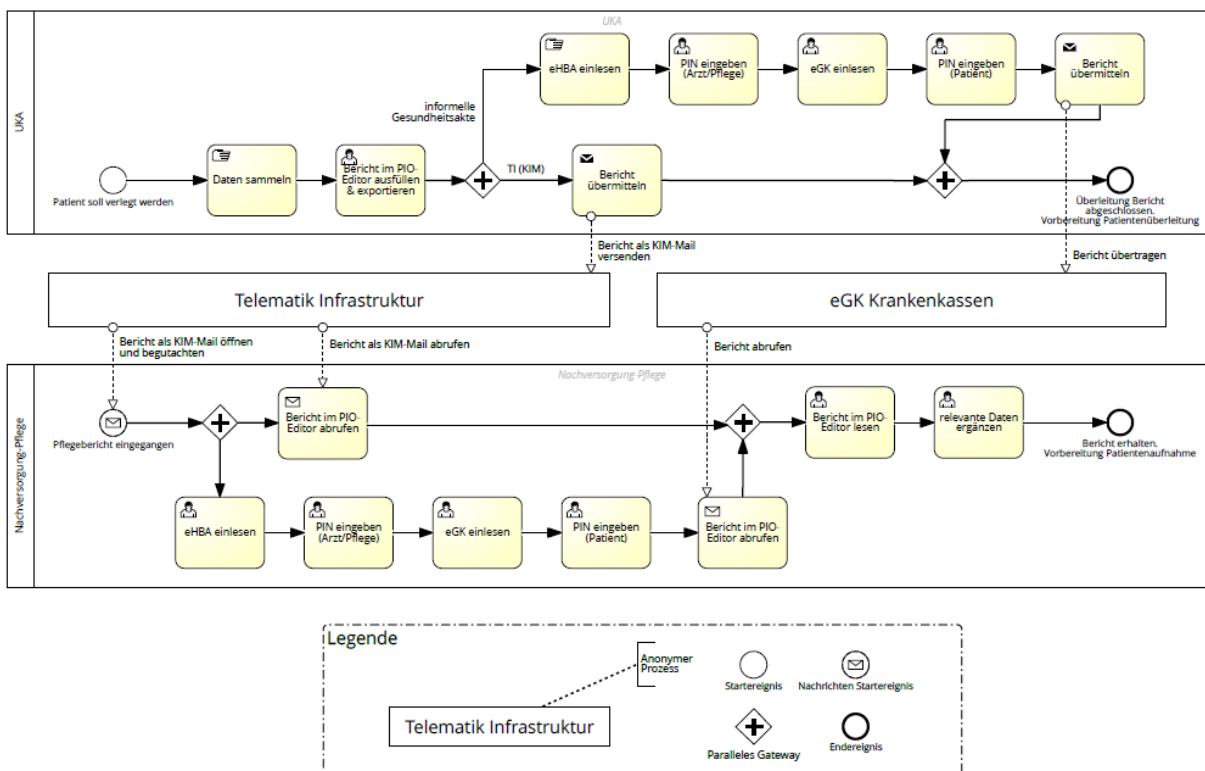 UKA
UKA
eHBA einlesen
PIN eingeben
(Arzt/Pflege)
eGK einlesen
PIN eingeben
(Patient)
Bericht
übermitteln
informelle
Gesundheitsakte
Daten sammeln
Bericht im PIO-
Editor ausfüllen
& exportieren
TI (KIM)
Bericht
übermitteln
Patient soll verlegt werden
Überleitung Bericht
abgeschlossen.
Vorbereitung Patientenüberleitung
Bericht als KIM-Mail
versenden
Bericht übertragen
Telematik Infrastruktur
eGK Krankenkassen
Bericht als KIM-Mail öffnen
und begutachten
Bericht als KIM-Mail abrufen
Bericht abrufen
Nachversorgung-Pflege
Nachversorgung-Pflege
Bericht im PIO-
Editor abrufen
Bericht im PIO-
Editor lesen
relevante Daten
ergänzen
Pflegebericht eingegangen
Bericht erhalten.
Vorbereitung Patientenaufnahme
eHBA einlesen
PIN eingeben
(Arzt/Pflege)
eGK einlesen
PIN eingeben
(Patient)
Bericht im PIO-
Editor abrufen
Legende
Anonymer
Prozess
Startereignis
Nachrichten Startereignis
Telematik Infrastruktur
Paralleles Gateway
Endereignis